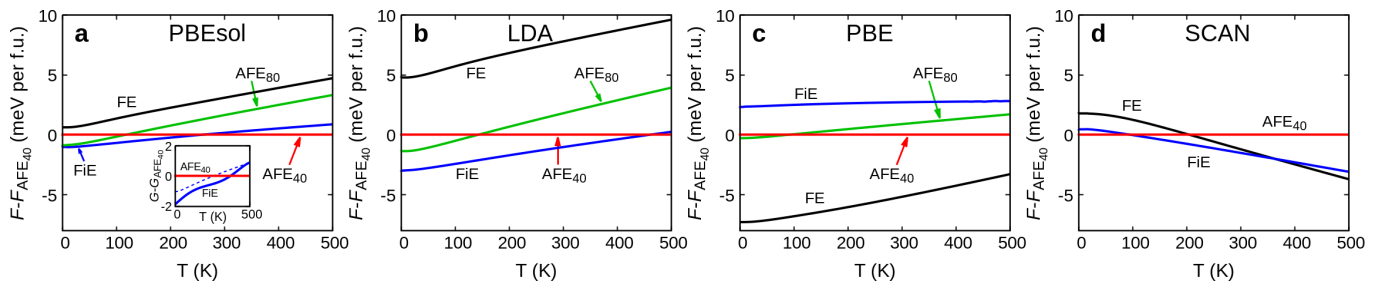 a PBEsol
F-F_AFE₄₀ (meV per f.u.)
10
5
0
-5
FE
AFE₈₀
FiE
AFE₄₀
G-G_AFE₄₀
2
0
-2
AFE₄₀
FiE
0 500
T (K)
0 100 200 300 400 500
T (K)
b LDA
F-F_AFE₄₀ (meV per f.u.)
10
5
0
-5
FE
AFE₈₀
FiE
AFE₄₀
0 100 200 300 400 500
T (K)
c PBE
F-F_AFE₄₀ (meV per f.u.)
10
5
0
-5
FiE
AFE₈₀
AFE₄₀
FE
0 100 200 300 400 500
T (K)
d SCAN
F-F_AFE₄₀ (meV per f.u.)
10
5
0
-5
FE
AFE₄₀
FiE
0 100 200 300 400 500
T (K)